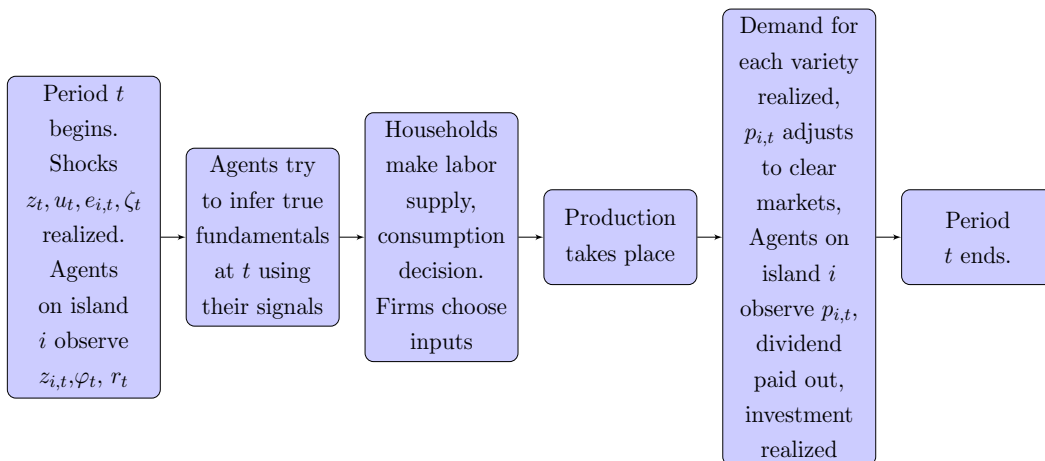 Period t
begins.
Shocks
z_t, u_t, e_{i,t}, ζ_t
realized.
Agents
on island
i observe
z_{i,t},φ_t, r_t
Agents try
to infer true
fundamentals
at t using
their signals
Households
make labor
supply,
consumption
decision.
Firms choose
inputs
Production
takes place
Demand for
each variety
realized,
p_{i,t} adjusts
to clear
markets,
Agents on
island i
observe p_{i,t},
dividend
paid out,
investment
realized
Period
t ends.